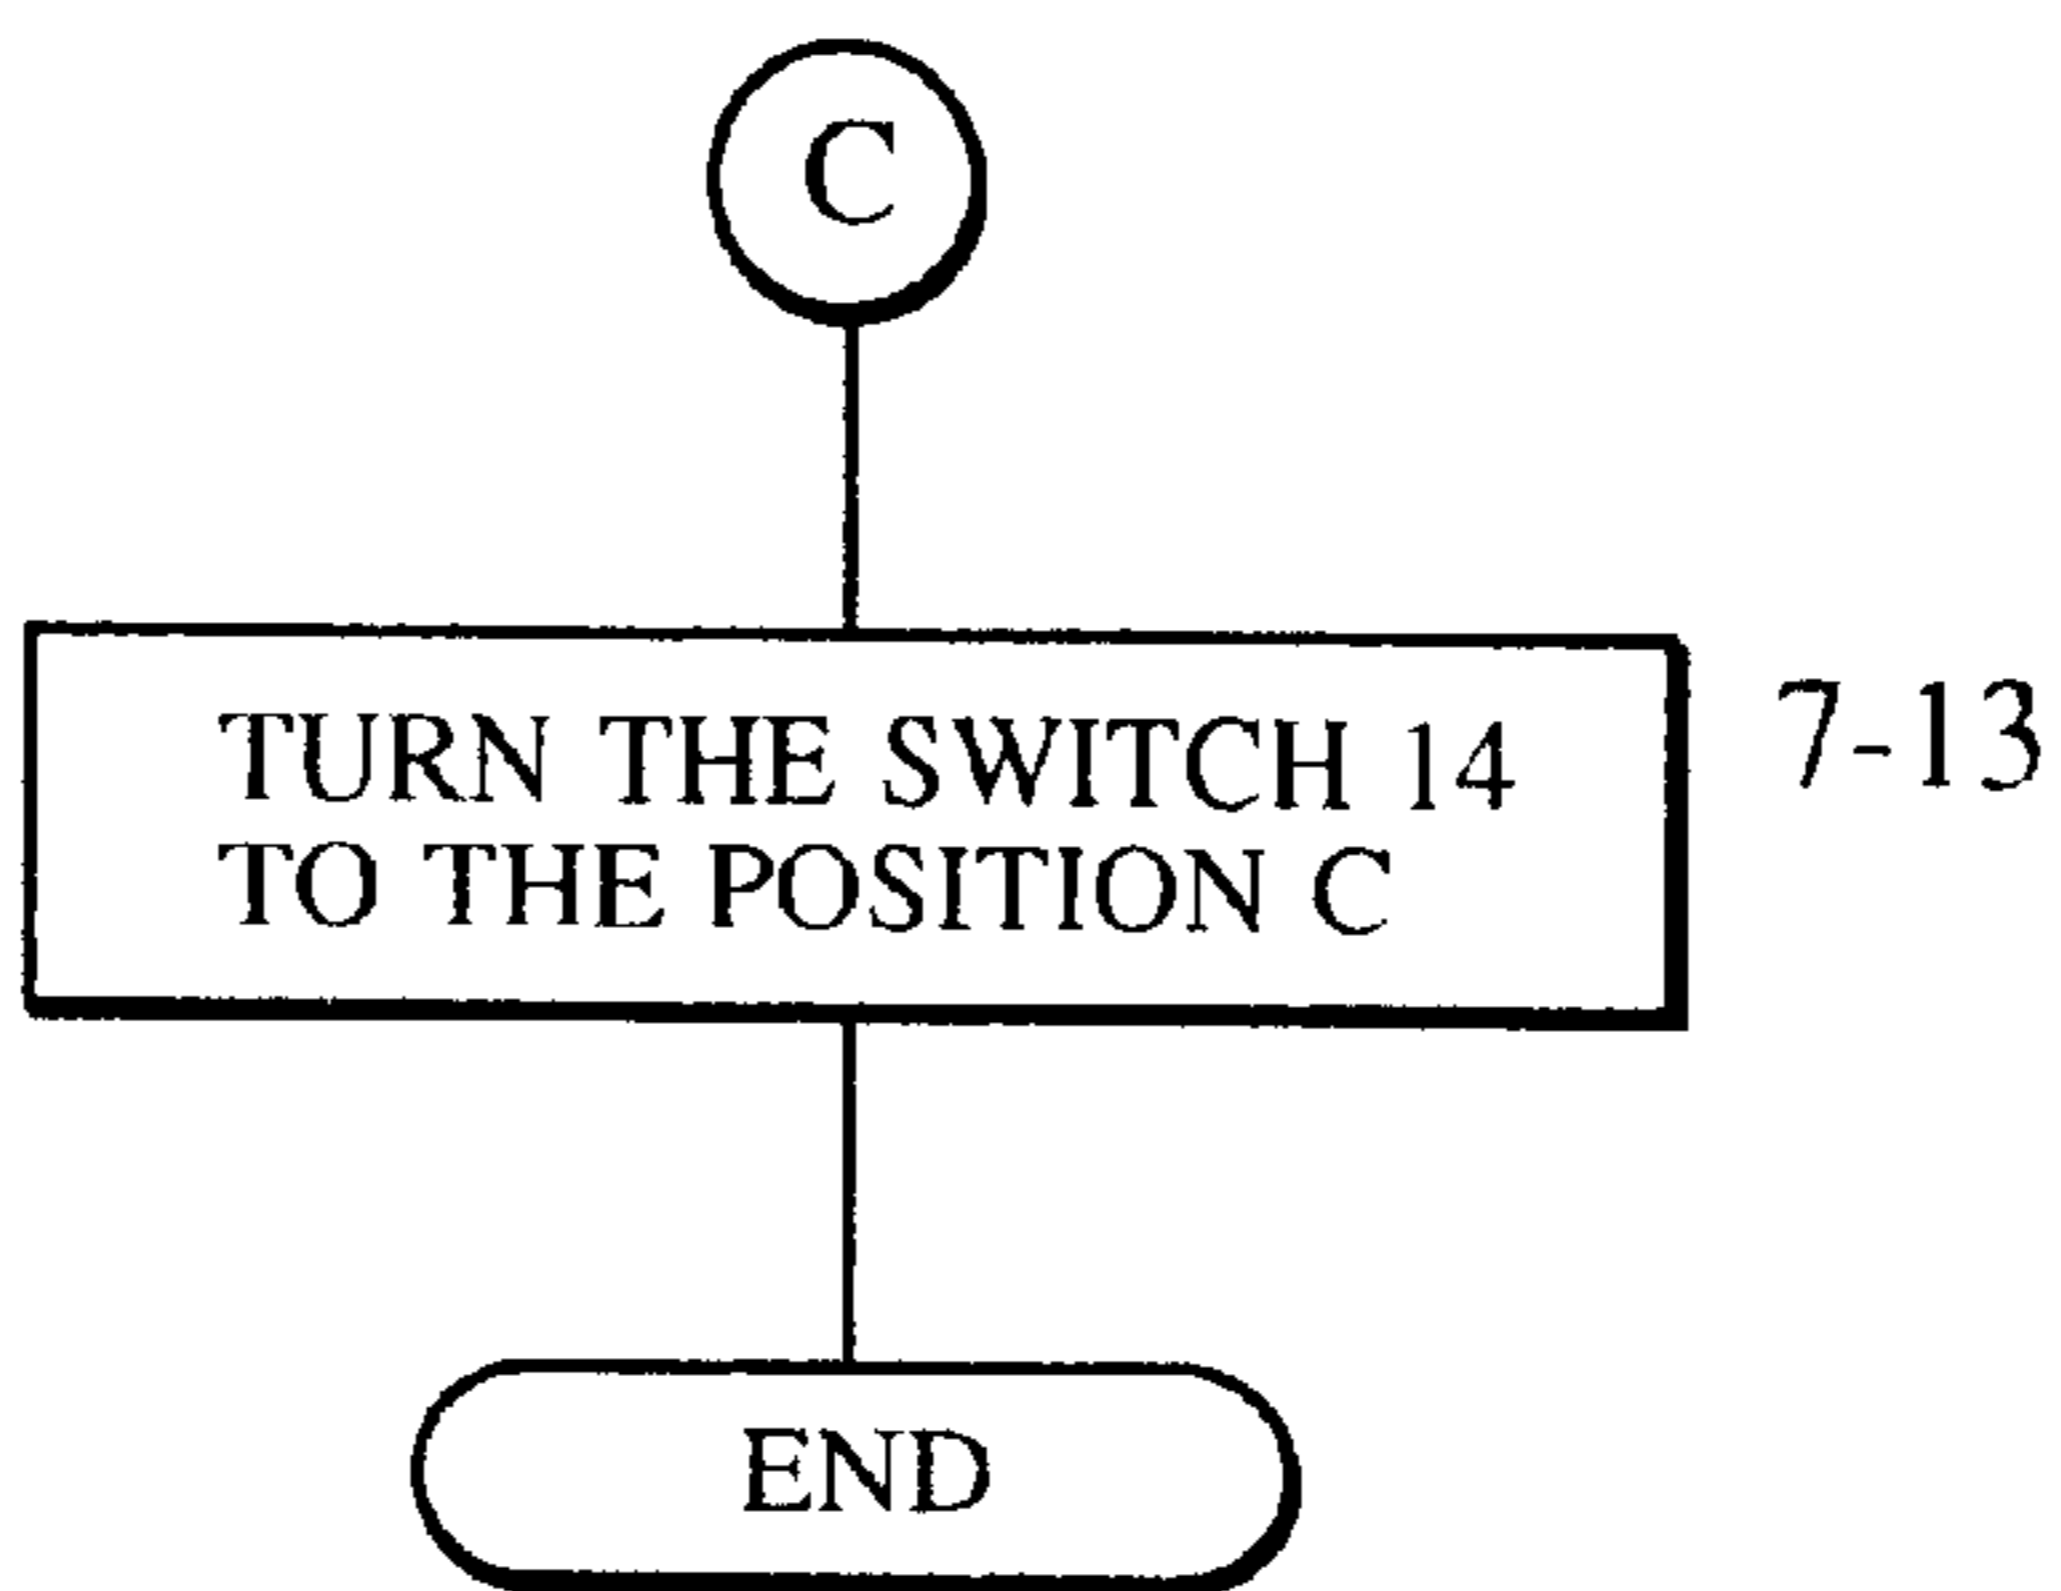 C
TURN THE SWITCH 14
TO THE POSITION C
7-13
END